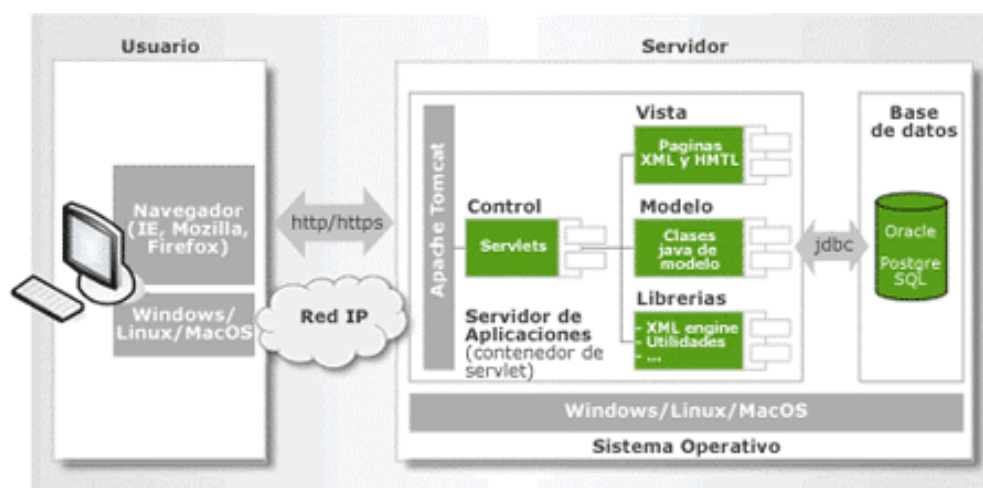 Usuario
Navegador
(IE, Mozilla,
Firefox)
Windows/
Linux/MacOS
http/https
Red IP
Servidor
Apache Tomcat
Control
Servlets
Servidor de
Aplicaciones
(contenedor de
servlet)
Vista
Paginas
XML y HMTL
Modelo
Clases
java de
modelo
Librerias
- XML engine
- Utilidades
- ...
jdbc
Base
de datos
Oracle
Postgre
SQL
Windows/Linux/MacOS
Sistema Operativo